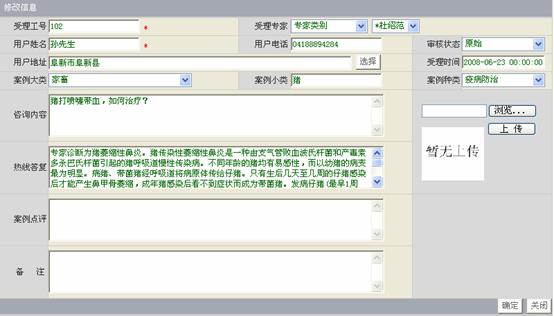 修改信息
受理工号 102 * 受理专家 专家类别 *杜绍范
用户姓名 孙先生 * 用户电话 04188894284 审核状态 原始
用户地址 阜新市阜新县 选择 受理时间 2008-06-23 00:00:00
案例大类 家畜 案例小类 猪 案例种类 疫病防治
咨询内容 猪打喷嚏带血，如何治疗？
浏览...
上 传
暂无上传
热线答复 专家诊断为猪萎缩性鼻炎。猪传染性萎缩性鼻炎是一种由支气管败血波氏杆菌和产毒素
多杀巴氏杆菌引起的猪呼吸道慢性传染病。不同年龄的猪均有易感性，而以幼猪的病变
最为明显。病猪、带菌猪经呼吸道将病原体传给仔猪。只有生后几天至几周的仔猪感染
后才能产生鼻甲骨萎缩，成年猪感染后看不到症状而成为带菌猪。发病仔猪(最早1周
案例点评
备 注
确定 关闭